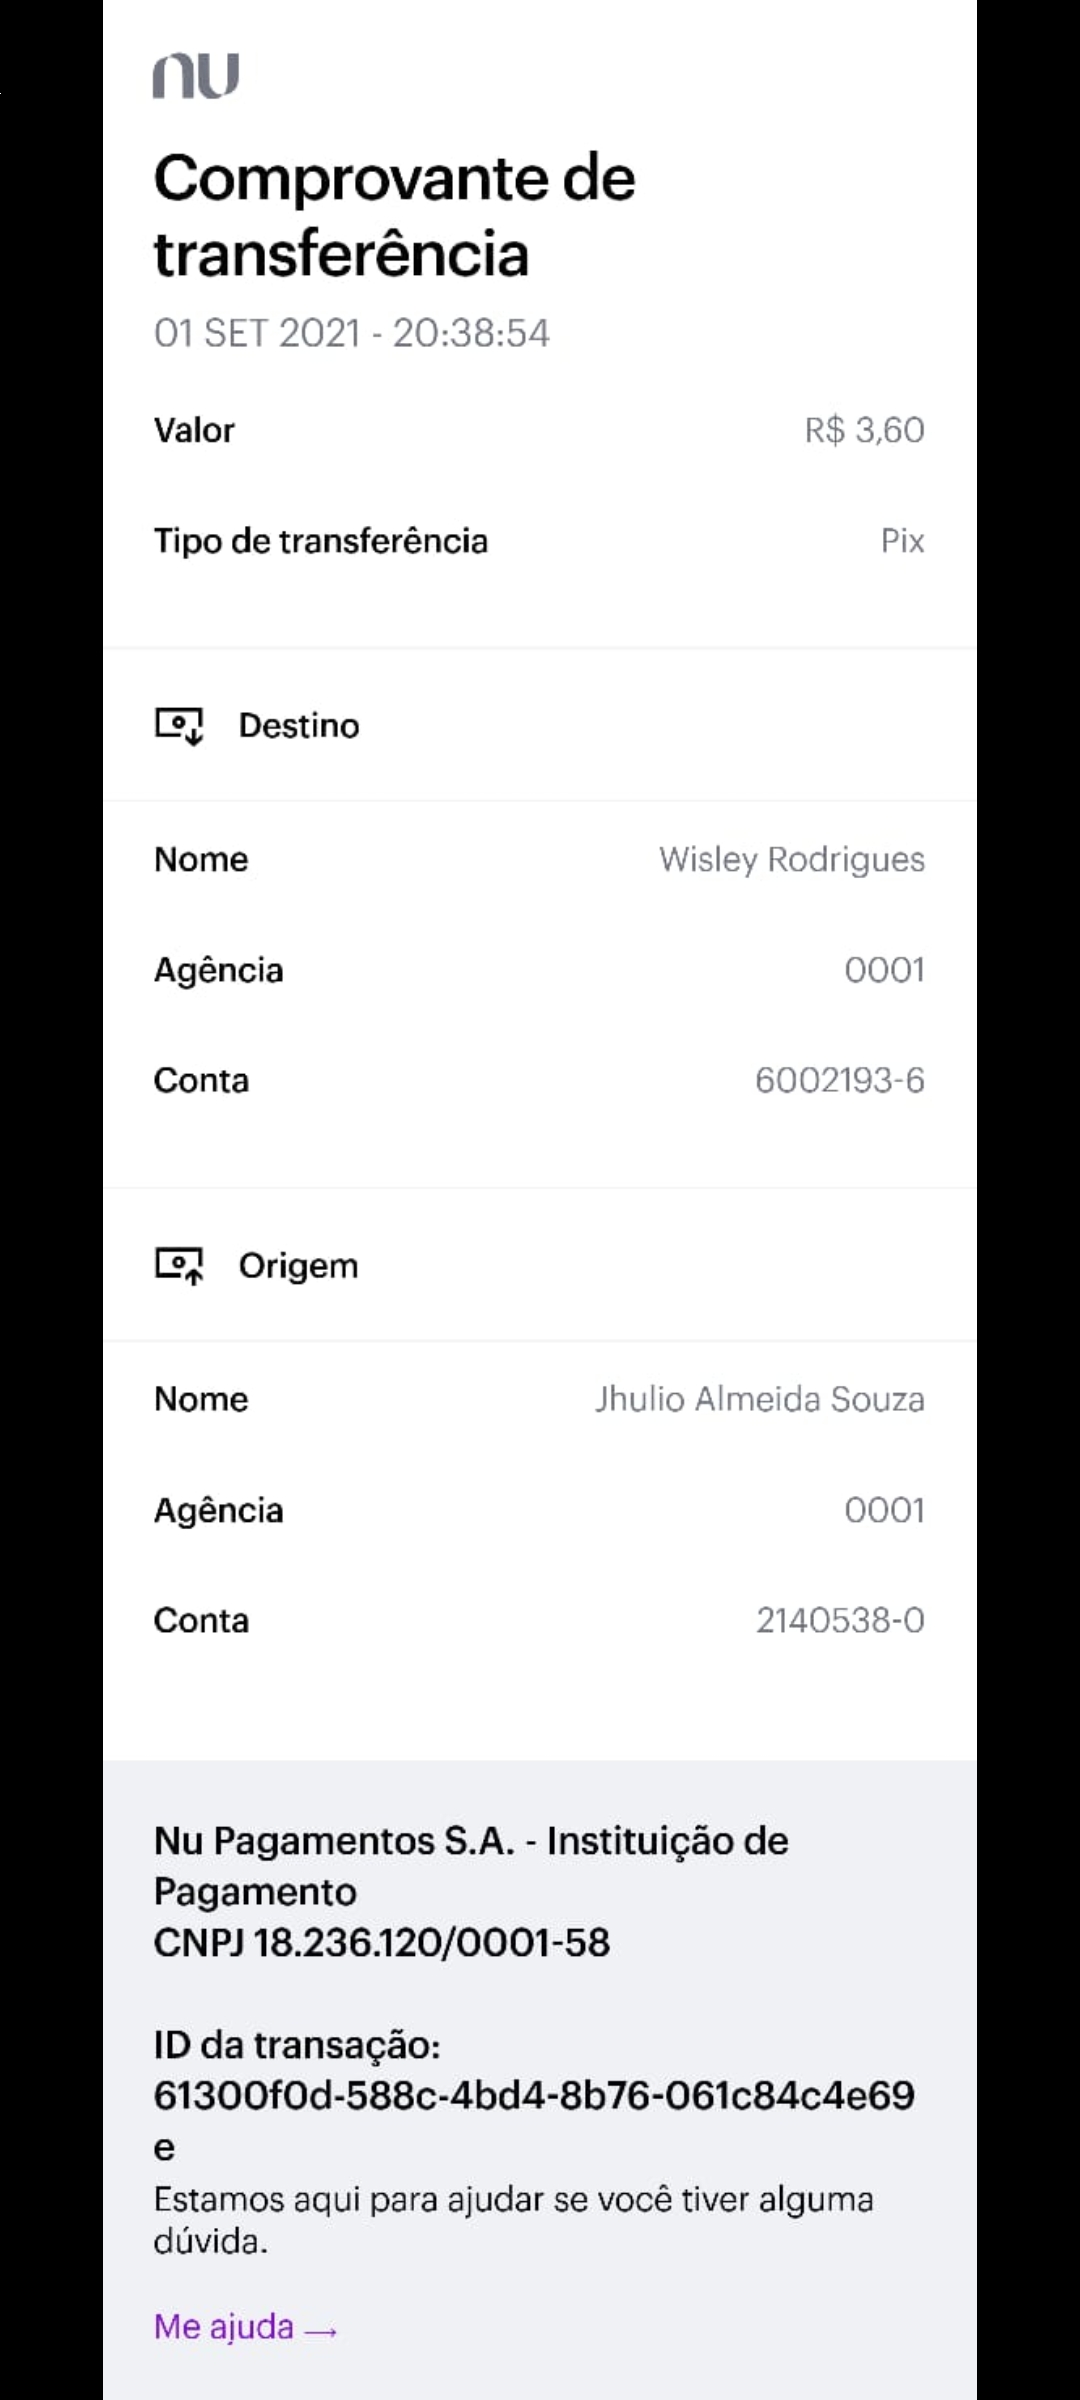 nu
Comprovante de
transferência
01 SET 2021 - 20:38:54
Valor R$ 3,60
Tipo de transferência Pix
Destino
Nome Wisley Rodrigues
Agência 0001
Conta 6002193-6
Origem
Nome Jhulio Almeida Souza
Agência 0001
Conta 2140538-0
Nu Pagamentos S.A. - Instituição de
Pagamento
CNPJ 18.236.120/0001-58
ID da transação:
61300f0d-588c-4bd4-8b76-061c84c4e69
e
Estamos aqui para ajudar se você tiver alguma
dúvida.
Me ajuda →